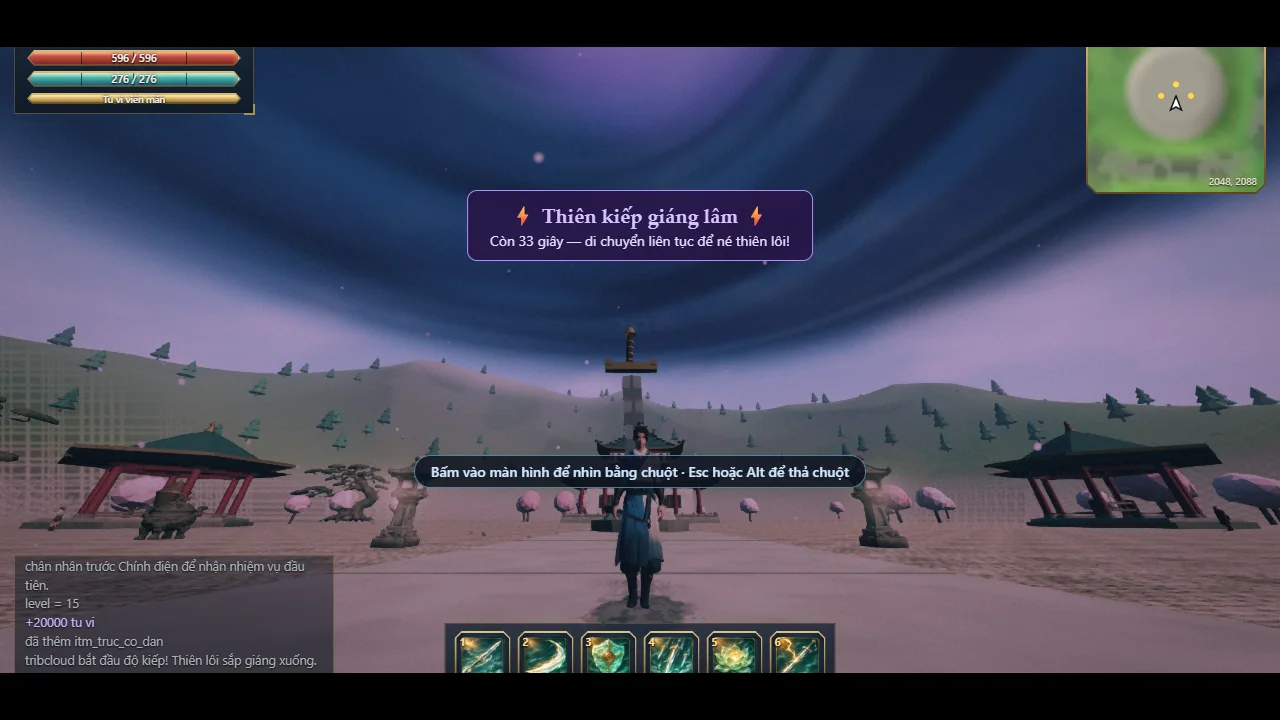 596 / 596
276 / 276
Tu vi viên mãn
2048, 2088
Thiên kiếp giáng lâm
Còn 33 giây — di chuyển liên tục để né thiên lôi!
Bấm vào màn hình để nhìn bằng chuột · Esc hoặc Alt để thả chuột
chân nhân trước Chính điện để nhận nhiệm vụ đầu
tiên.
level = 15
+20000 tu vi
đã thêm itm_truc_co_dan
tribcloud bắt đầu độ kiếp! Thiên lôi sắp giáng xuống.
1 2 3 4 5 6